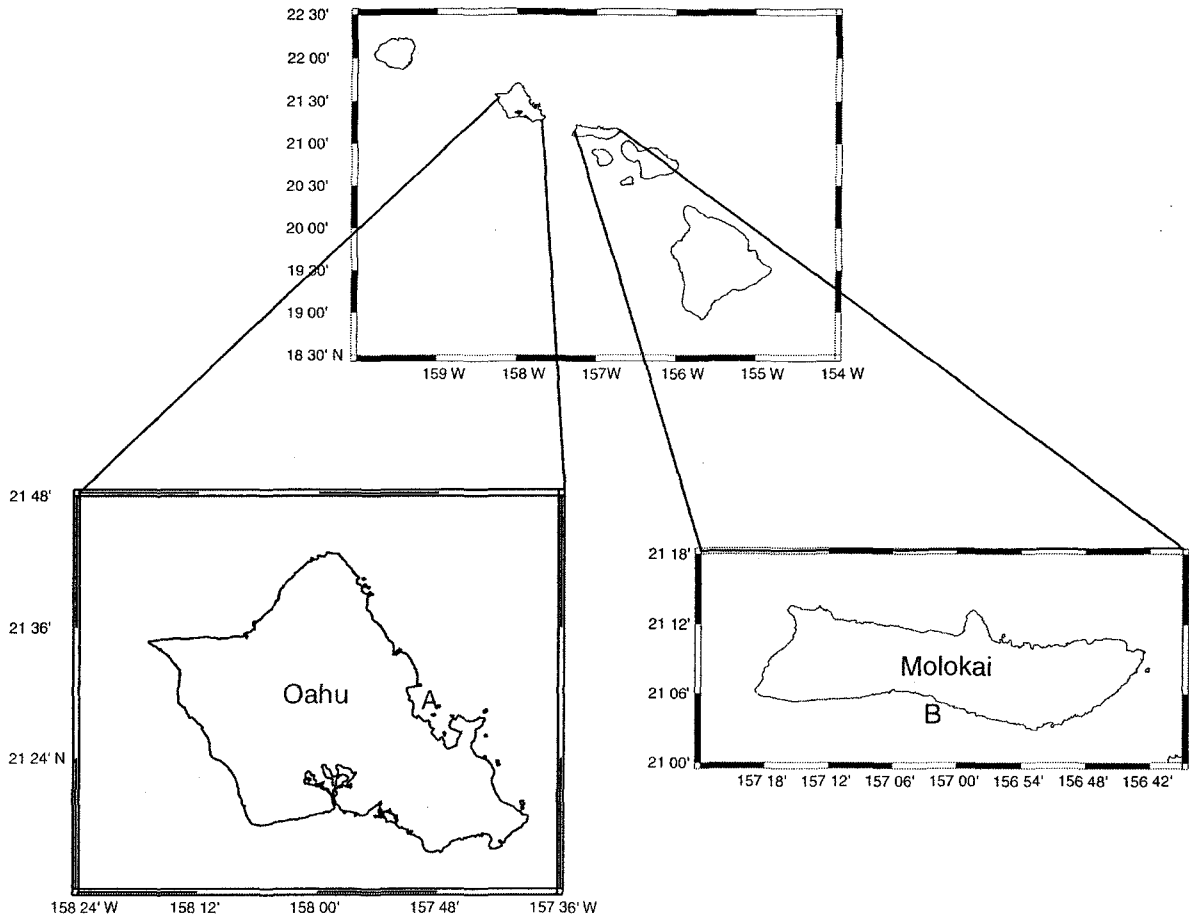 22 30'
22 00'
21 30'
21 00'
20 30'
20 00'
19 30'
19 00'
18 30' N
159 W 158 W 157W 156 W 155 W 154 W
21 48'
21 36'
21 24' N
Oahu
A
158 24' W 158 12' 158 00' 157 48' 157 36' W
21 18'
21 12'
21 06'
21 00'
Molokai
B
157 18' 157 12' 157 06' 157 00' 156 54' 156 48' 156 42'